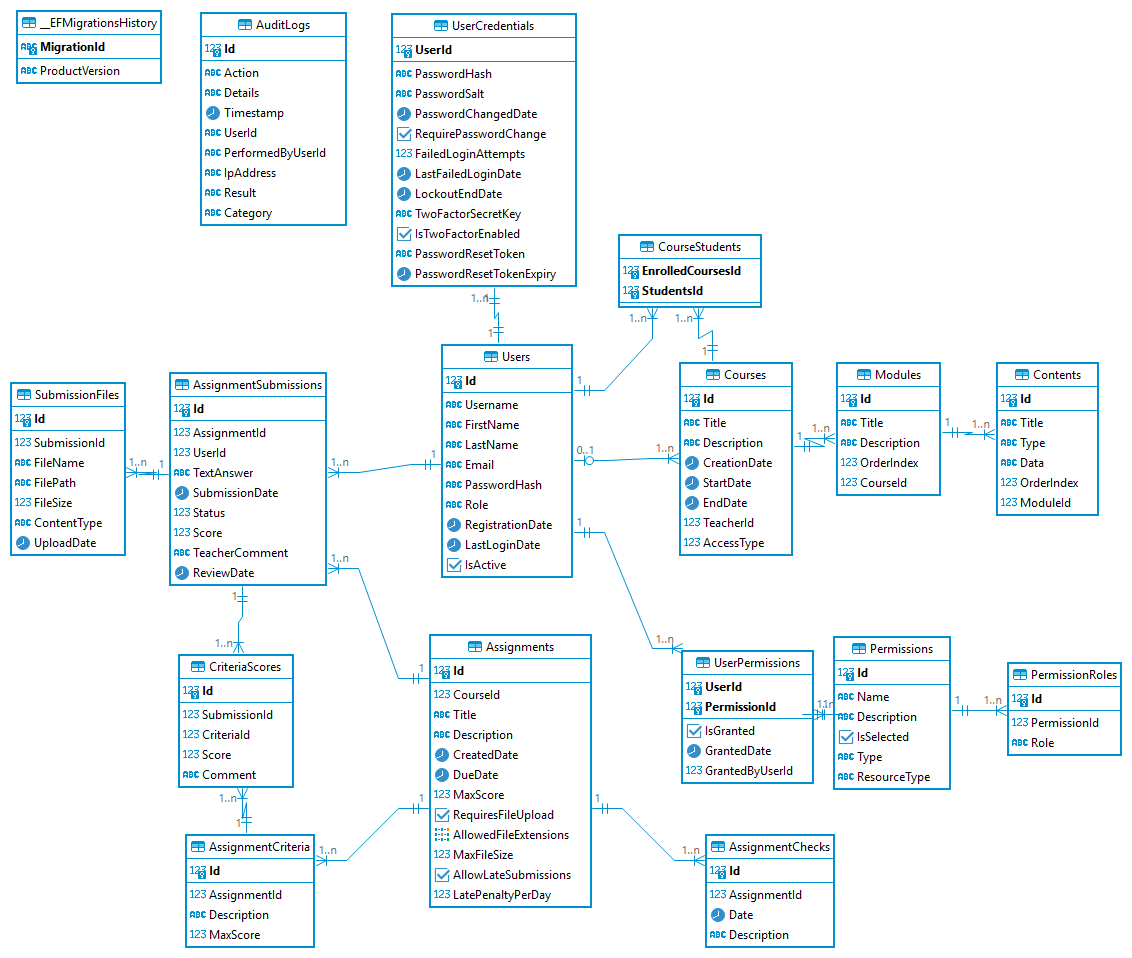 __EFMigrationsHistory
MigrationId
ProductVersion
AuditLogs
Id
Action
Details
Timestamp
UserId
PerformedByUserId
IpAddress
Result
Category
UserCredentials
UserId
PasswordHash
PasswordSalt
PasswordChangedDate
RequirePasswordChange
FailedLoginAttempts
LastFailedLoginDate
LockoutEndDate
TwoFactorSecretKey
IsTwoFactorEnabled
PasswordResetToken
PasswordResetTokenExpiry
1..n
1
CourseStudents
EnrolledCoursesId
StudentsId
1..n
1..n
1
1
SubmissionFiles
Id
SubmissionId
FileName
FilePath
FileSize
ContentType
UploadDate
1..n
1
AssignmentSubmissions
Id
AssignmentId
UserId
TextAnswer
SubmissionDate
Status
Score
TeacherComment
ReviewDate
1..n
1
1..n
1
Users
Id
Username
FirstName
LastName
Email
PasswordHash
Role
RegistrationDate
LastLoginDate
IsActive
0..1
1..n
1
Courses
Id
Title
Description
CreationDate
StartDate
EndDate
TeacherId
AccessType
1
1..n
Modules
Id
Title
Description
OrderIndex
CourseId
1
1..n
Contents
Id
Title
Type
Data
OrderIndex
ModuleId
1..n
CriteriaScores
Id
SubmissionId
CriteriaId
Score
Comment
1..n
1
AssignmentCriteria
Id
AssignmentId
Description
MaxScore
1..n
1
1
Assignments
Id
CourseId
Title
Description
CreatedDate
DueDate
MaxScore
RequiresFileUpload
AllowedFileExtensions
MaxFileSize
AllowLateSubmissions
LatePenaltyPerDay
1
1..n
1..n
UserPermissions
UserId
PermissionId
IsGranted
GrantedDate
GrantedByUserId
Permissions
Id
Name
Description
IsSelected
Type
ResourceType
1
1..n
PermissionRoles
Id
PermissionId
Role
AssignmentChecks
Id
AssignmentId
Date
Description